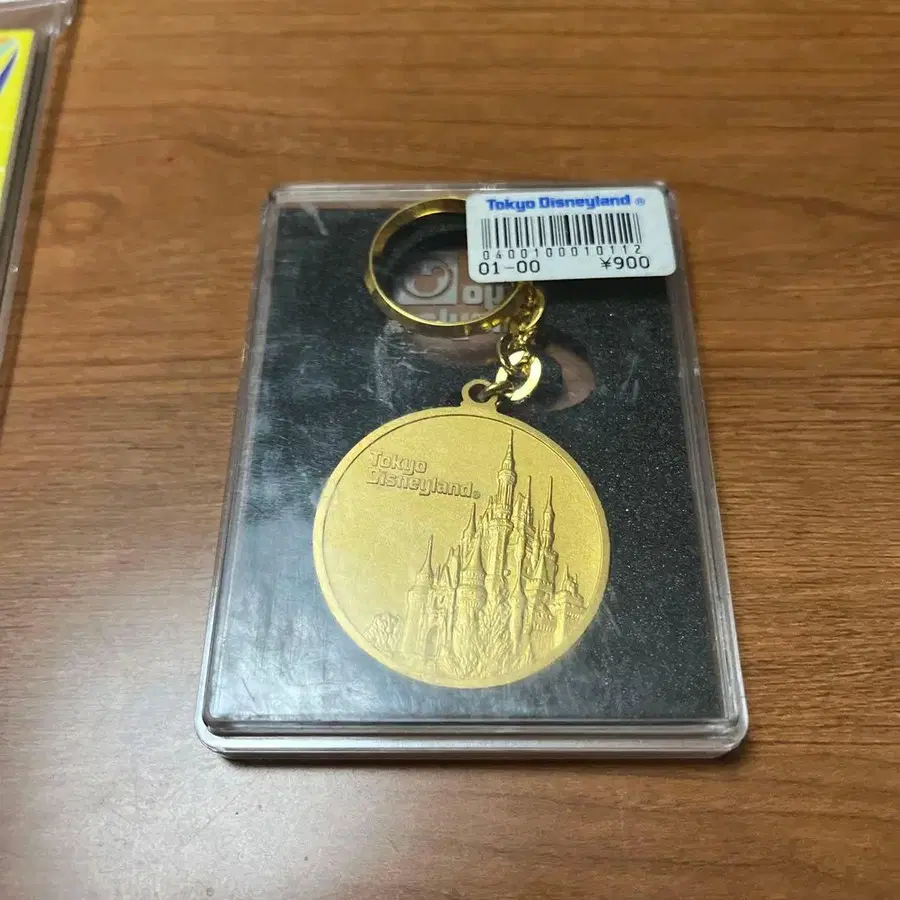 Tokyo Disneyland ®
0400100010112
01-00 ¥900
Tokyo
Disneyland®